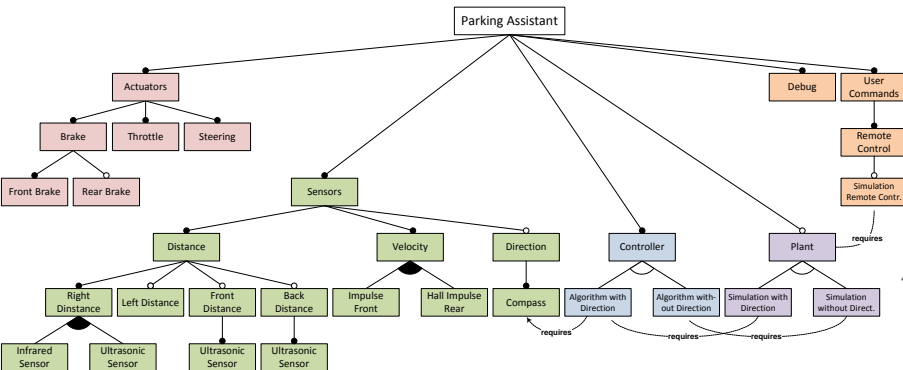 Parking Assistant
Actuators
Debug
User
Commands
Brake
Throttle
Steering
Remote
Control
Front Brake
Rear Brake
Sensors
Simulation
Remote Contr.
requires
Distance
Velocity
Direction
Controller
Plant
Right
Dinstance
Left Distance
Front
Distance
Back
Distance
Impulse
Front
Hall Impulse
Rear
Compass
Algorithm with
Direction
Algorithm with-
out Direction
Simulation with
Direction
Simulation
without Direct.
requires
requires
requires
Infrared
Sensor
Ultrasonic
Sensor
Ultrasonic
Sensor
Ultrasonic
Sensor